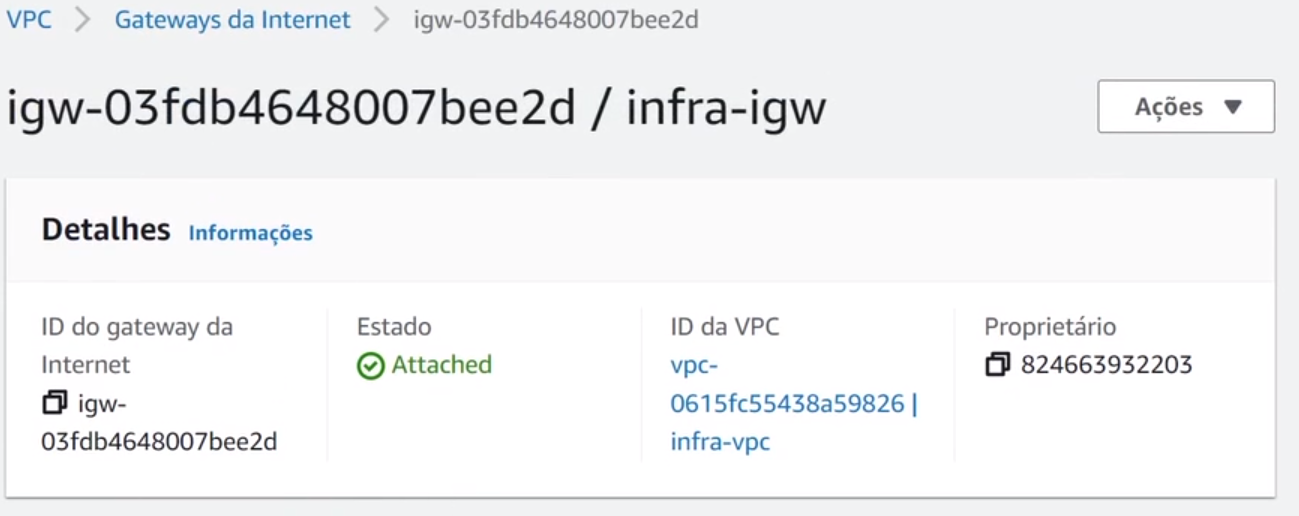 VPC > Gateways da Internet > igw-03fdb4648007bee2d
igw-03fdb4648007bee2d / infra-igw
Ações ▼
Detalhes Informações
ID do gateway da
Internet
igw-
03fdb4648007bee2d
Estado
Attached
ID da VPC
vpc-
0615fc55438a59826 |
infra-vpc
Proprietário
824663932203